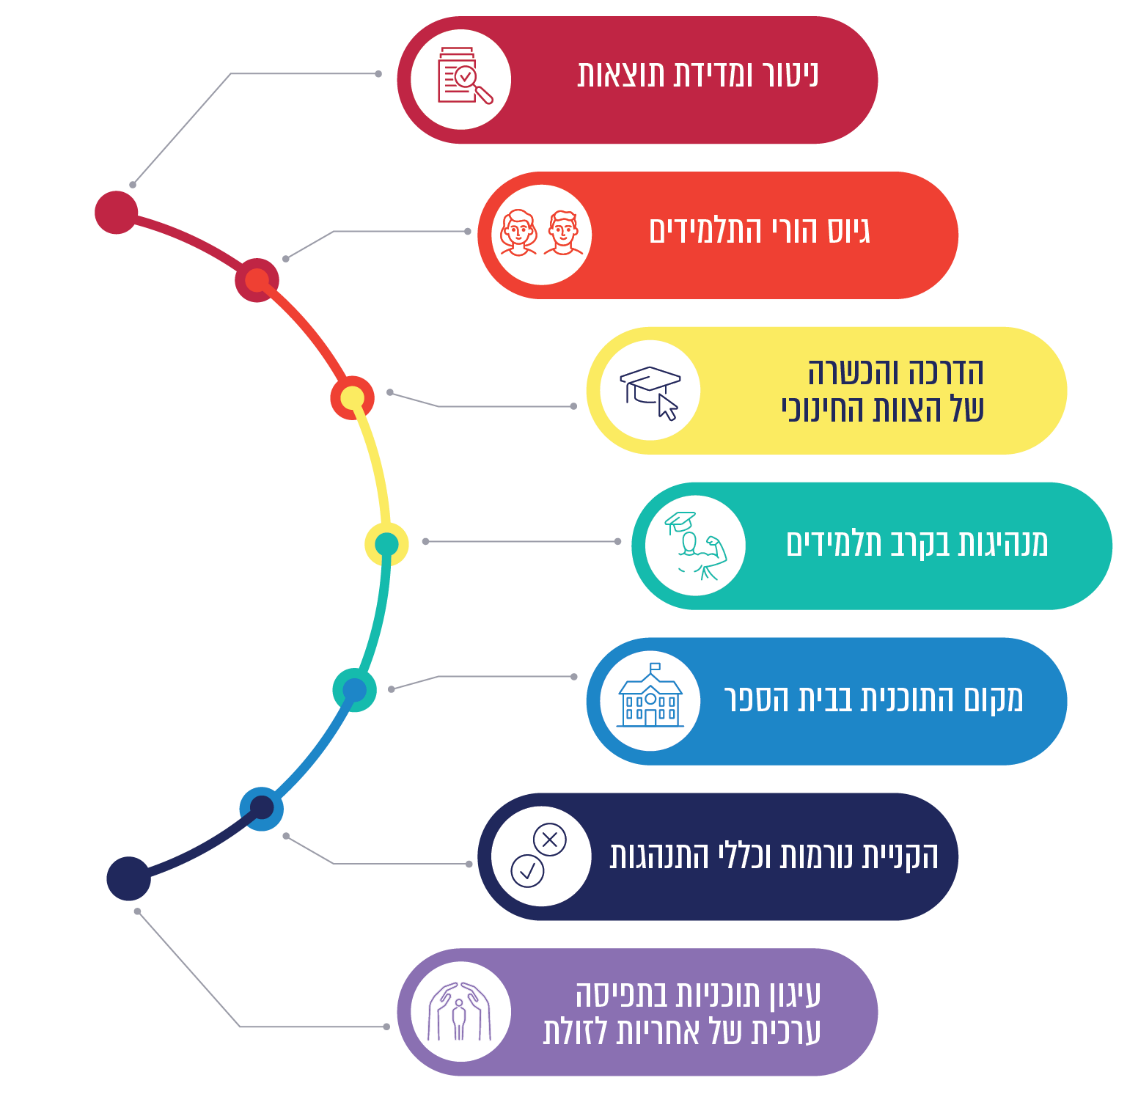 ניטור ומדידת תוצאות
גיוס הורי התלמידים
הדרכה והכשרה
של הצוות החינוכי
מנהיגות בקרב תלמידים
מקום התוכנית בבית הספר
הקניית נורמות וכללי התנהגות
עיגון תוכניות בתפיסה
ערכית של אחריות לזולת